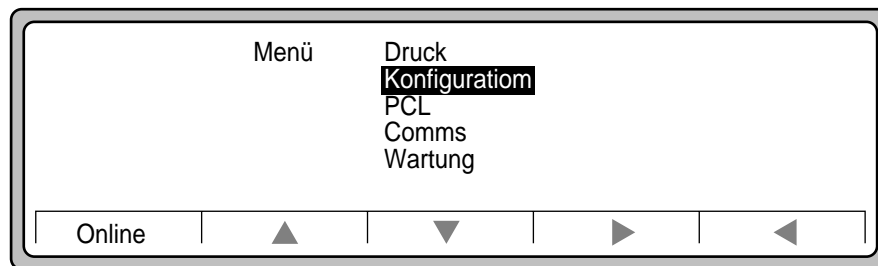 Menü Druck
Konfiguratiom
PCL
Comms
Wartung
Online